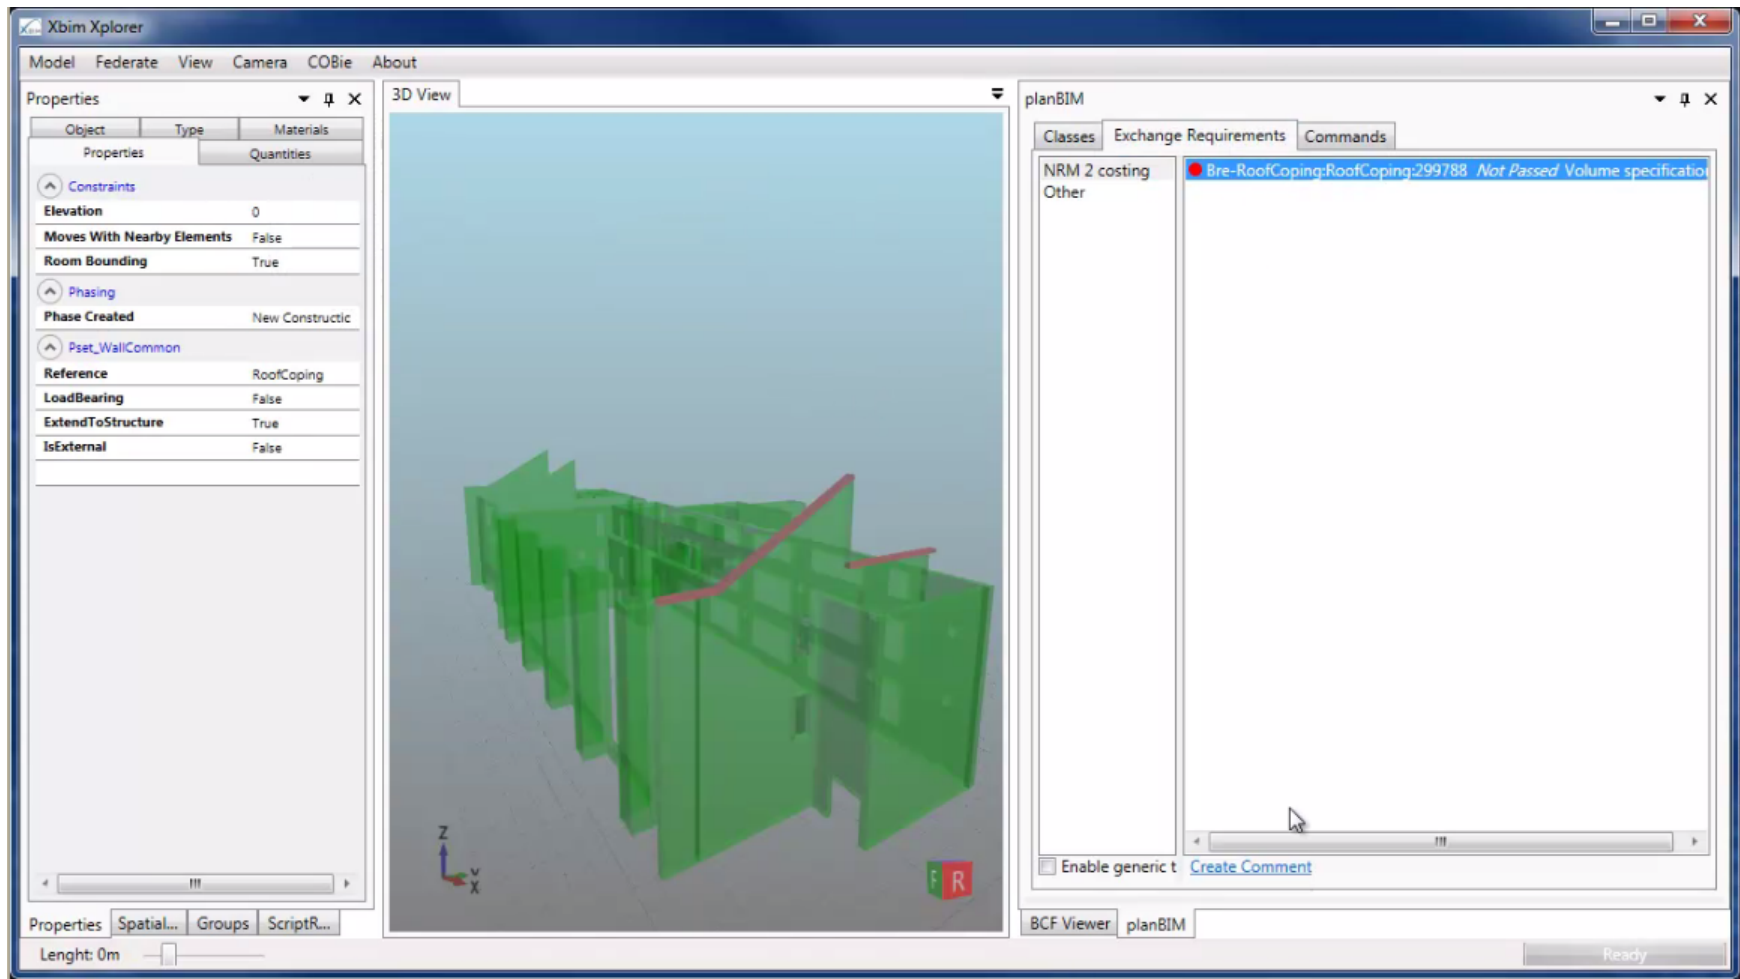 Xbim Xplorer
Model Federate View Camera COBie About
Properties
Object Type Materials
Properties Quantities
Constraints
Elevation 0
Moves With Nearby Elements False
Room Bounding True
Phasing
Phase Created New Constructic
Pset_WallCommon
Reference RoofCoping
LoadBearing False
ExtendToStructure True
IsExternal False
Properties Spatial... Groups ScriptR...
Lenght: 0m
3D View
Z
Y
X
F R
planBIM
Classes Exchange Requirements Commands
NRM 2 costing
Other
Bre-RoofCoping:RoofCoping:299788 Not Passed Volume specificatio
Enable generic t Create Comment
BCF Viewer planBIM
Ready